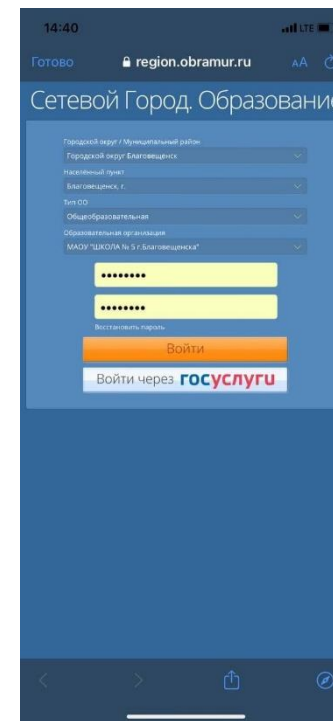 14:40
LTE
Готово region.obramur.ru AA
Сетевой Город. Образование
Городской округ / Муниципальный район
Городской округ Благовещенск
Населённый пункт
Благовещенск, г.
Тип ОО
Общеобразовательная
Образовательная организация
МАОУ "ШКОЛА № 5 г.Благовещенска"
••••••••
••••••••
Восстановить пароль
Войти
Войти через госуслуги